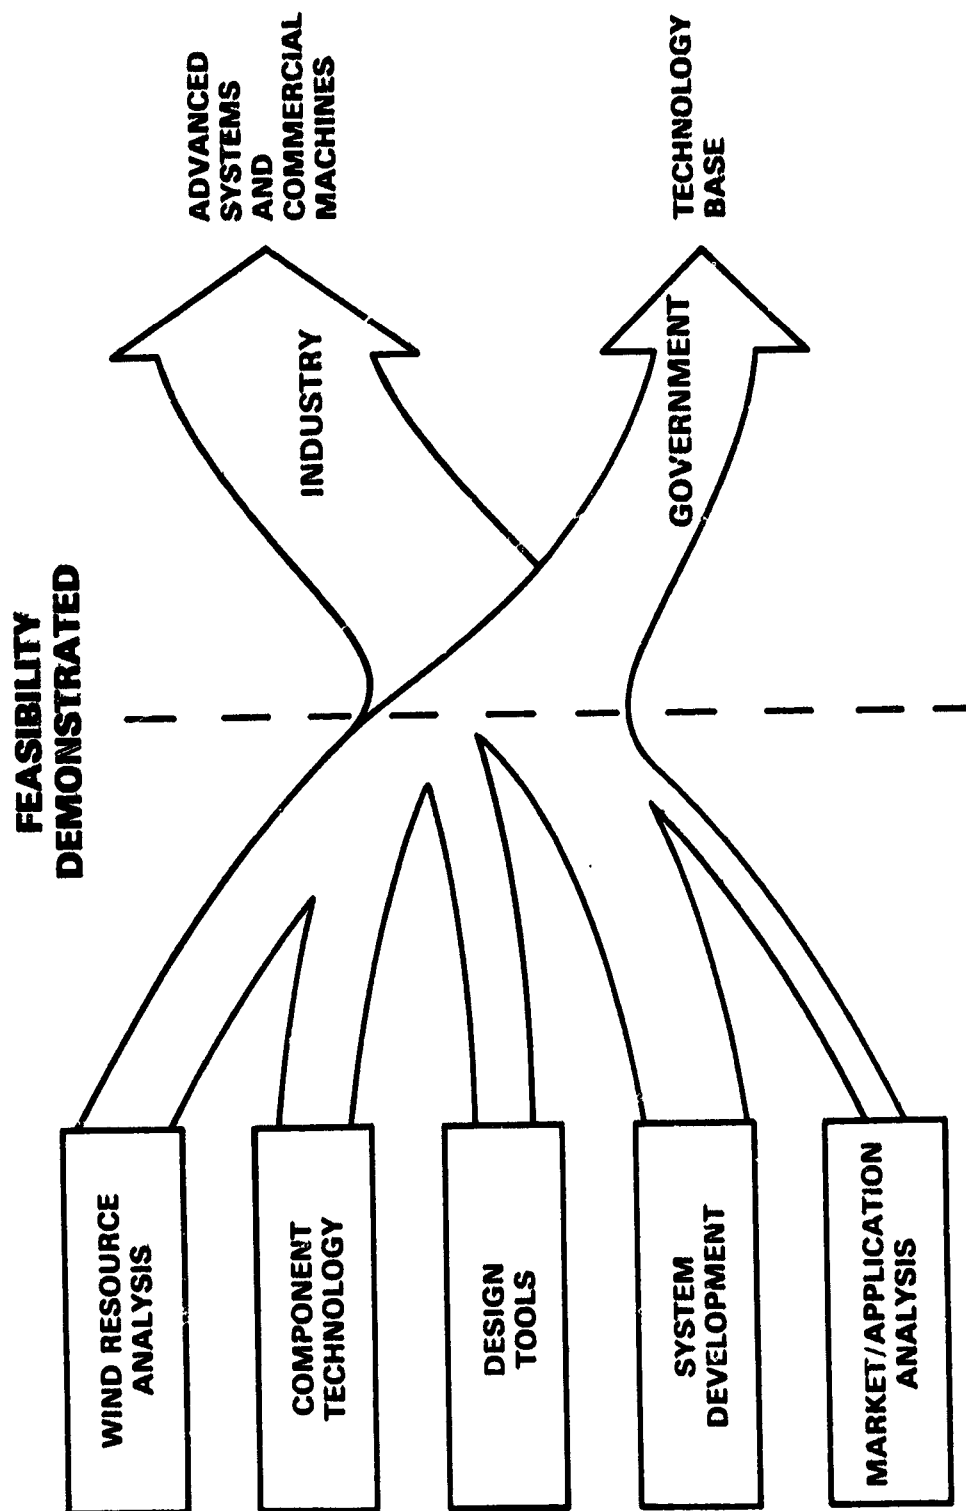 FEASIBILITY
DEMONSTRATED
WIND RESOURCE
ANALYSIS
COMPONENT
TECHNOLOGY
DESIGN
TOOLS
SYSTEM
DEVELOPMENT
MARKET/APPLICATION
ANALYSIS
INDUSTRY
GOVERNMENT
ADVANCED
SYSTEMS
AND
COMMERCIAL
MACHINES
TECHNOLOGY
BASE